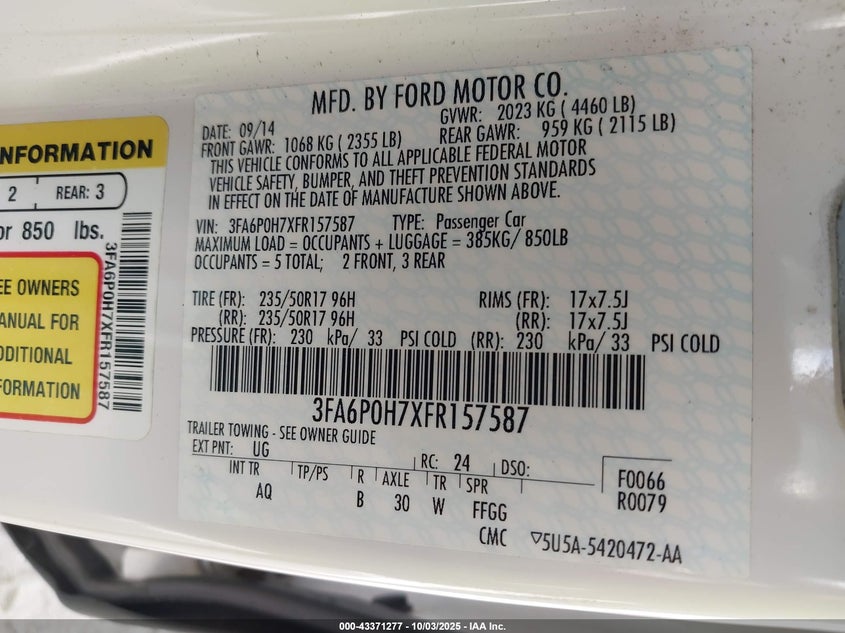 NFORMATION
2 REAR: 3
or 850 lbs.
EE OWNERS
ANUAL FOR
DDITIONAL
FORMATION
3FA6P0H7XFR157587
MFD. BY FORD MOTOR CO.
DATE: 09/14 GVWR: 2023 KG ( 4460 LB)
FRONT GAWR: 1068 KG ( 2355 LB) REAR GAWR: 959 KG ( 2115 LB)
THIS VEHICLE CONFORMS TO ALL APPLICABLE FEDERAL MOTOR
VEHICLE SAFETY, BUMPER, AND THEFT PREVENTION STANDARDS
IN EFFECT ON THE DATE OF MANUFACTURE SHOWN ABOVE.
VIN: 3FA6P0H7XFR157587 TYPE: Passenger Car
MAXIMUM LOAD = OCCUPANTS + LUGGAGE = 385KG/ 850LB
OCCUPANTS = 5 TOTAL; 2 FRONT, 3 REAR
TIRE (FR): 235/50R17 96H RIMS (FR): 17x7.5J
(RR): 235/50R17 96H (RR): 17x7.5J
PRESSURE (FR): 230 kPa/ 33 PSI COLD (RR): 230 kPa/ 33 PSI COLD
3FA6P0H7XFR157587
TRAILER TOWING - SEE OWNER GUIDE
EXT PNT: UG RC: 24 DSO: F0066
INT TR TP/PS R AXLE TR SPR R0079
AQ B 30 W FFGG
CMC ▽5U5A-5420472-AA
000-43371277 - 10/03/2025 - IAA Inc.